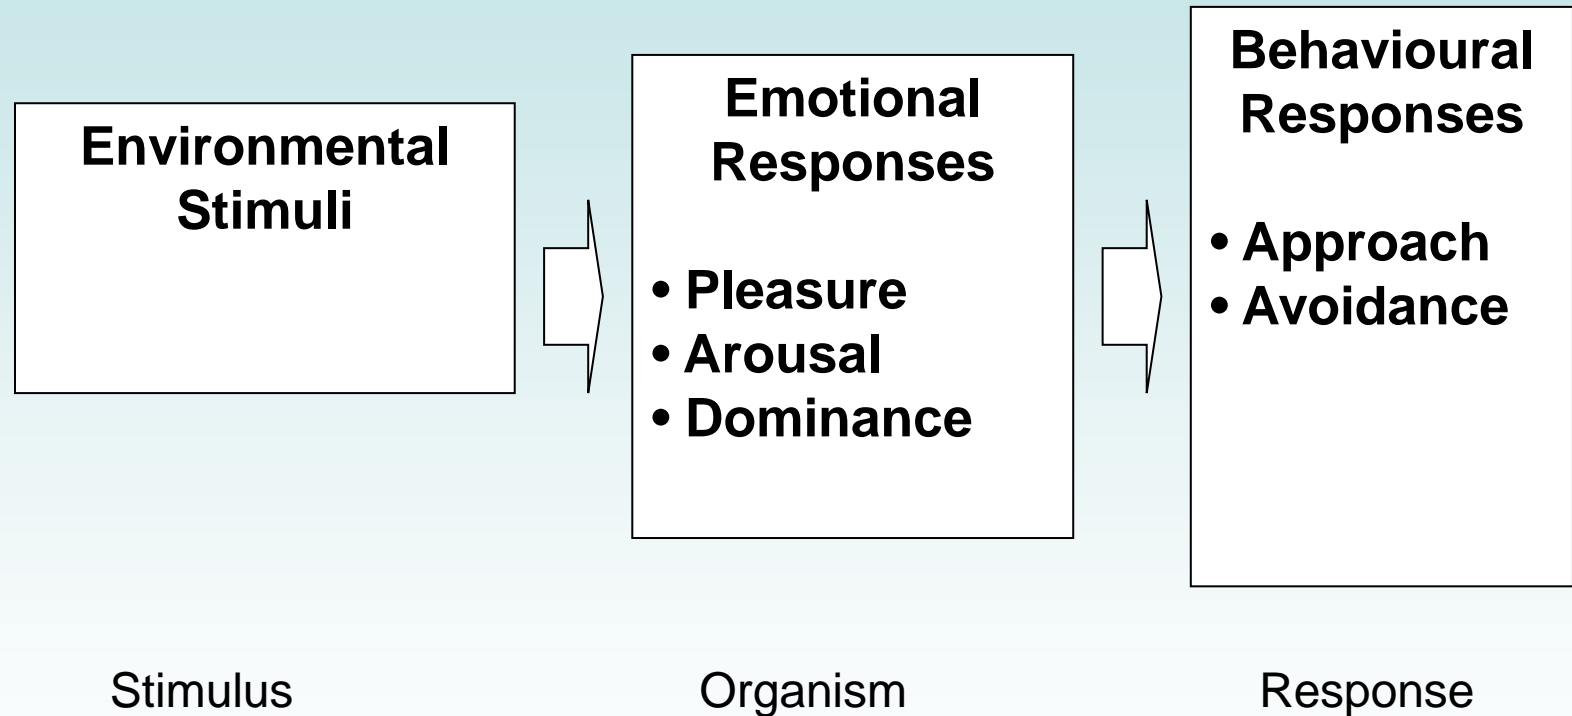 Environmental
Stimuli
Emotional
Responses
• Pleasure
• Arousal
• Dominance
Behavioural
Responses
• Approach
• Avoidance
Stimulus
Organism
Response